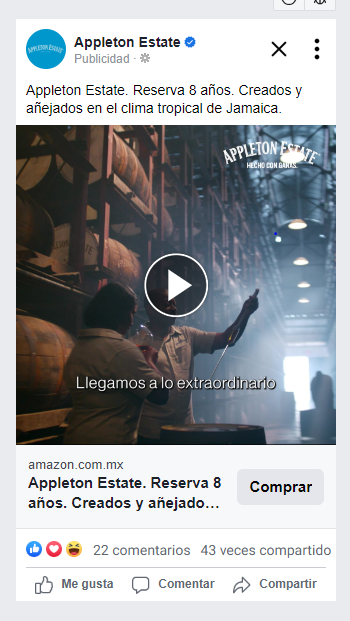 APPLETON ESTATE
Appleton Estate
Publicidad ·
Appleton Estate. Reserva 8 años. Creados y
añejados en el clima tropical de Jamaica.
APPLETON ESTATE
HECHO CON GANAS.
Llegamos a lo extraordinario
amazon.com.mx
Appleton Estate. Reserva 8
años. Creados y añejado…
Comprar
22 comentarios 43 veces compartido
Me gusta Comentar Compartir